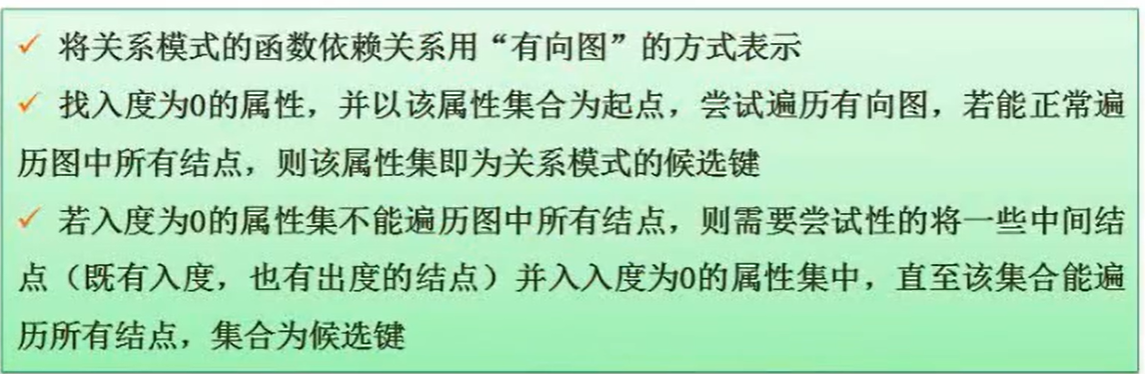 ✓ 将关系模式的函数依赖关系用“有向图”的方式表示
✓ 找入度为0的属性，并以该属性集合为起点，尝试遍历有向图，若能正常遍
历图中所有结点，则该属性集即为关系模式的候选键
✓ 若入度为0的属性集不能遍历图中所有结点，则需要尝试性的将一些中间结
点（既有入度，也有出度的结点）并入入度为0的属性集中，直至该集合能遍
历所有结点，集合为候选键